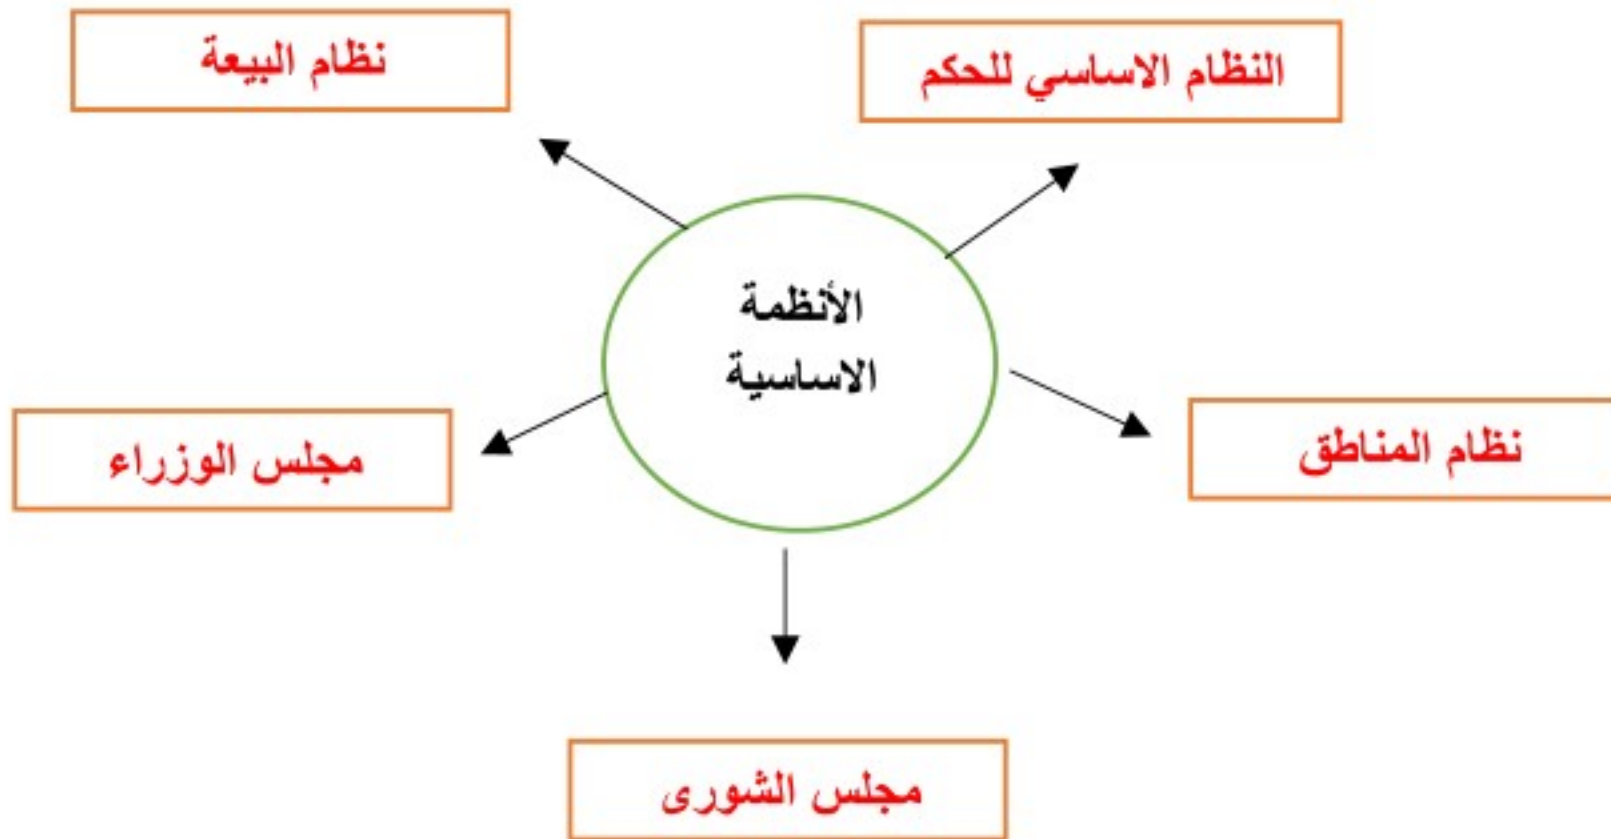 النظام الاساسي للحكم
نظام البيعة
الأنظمة
الاساسية
نظام المناطق
مجلس الوزراء
مجلس الشورى